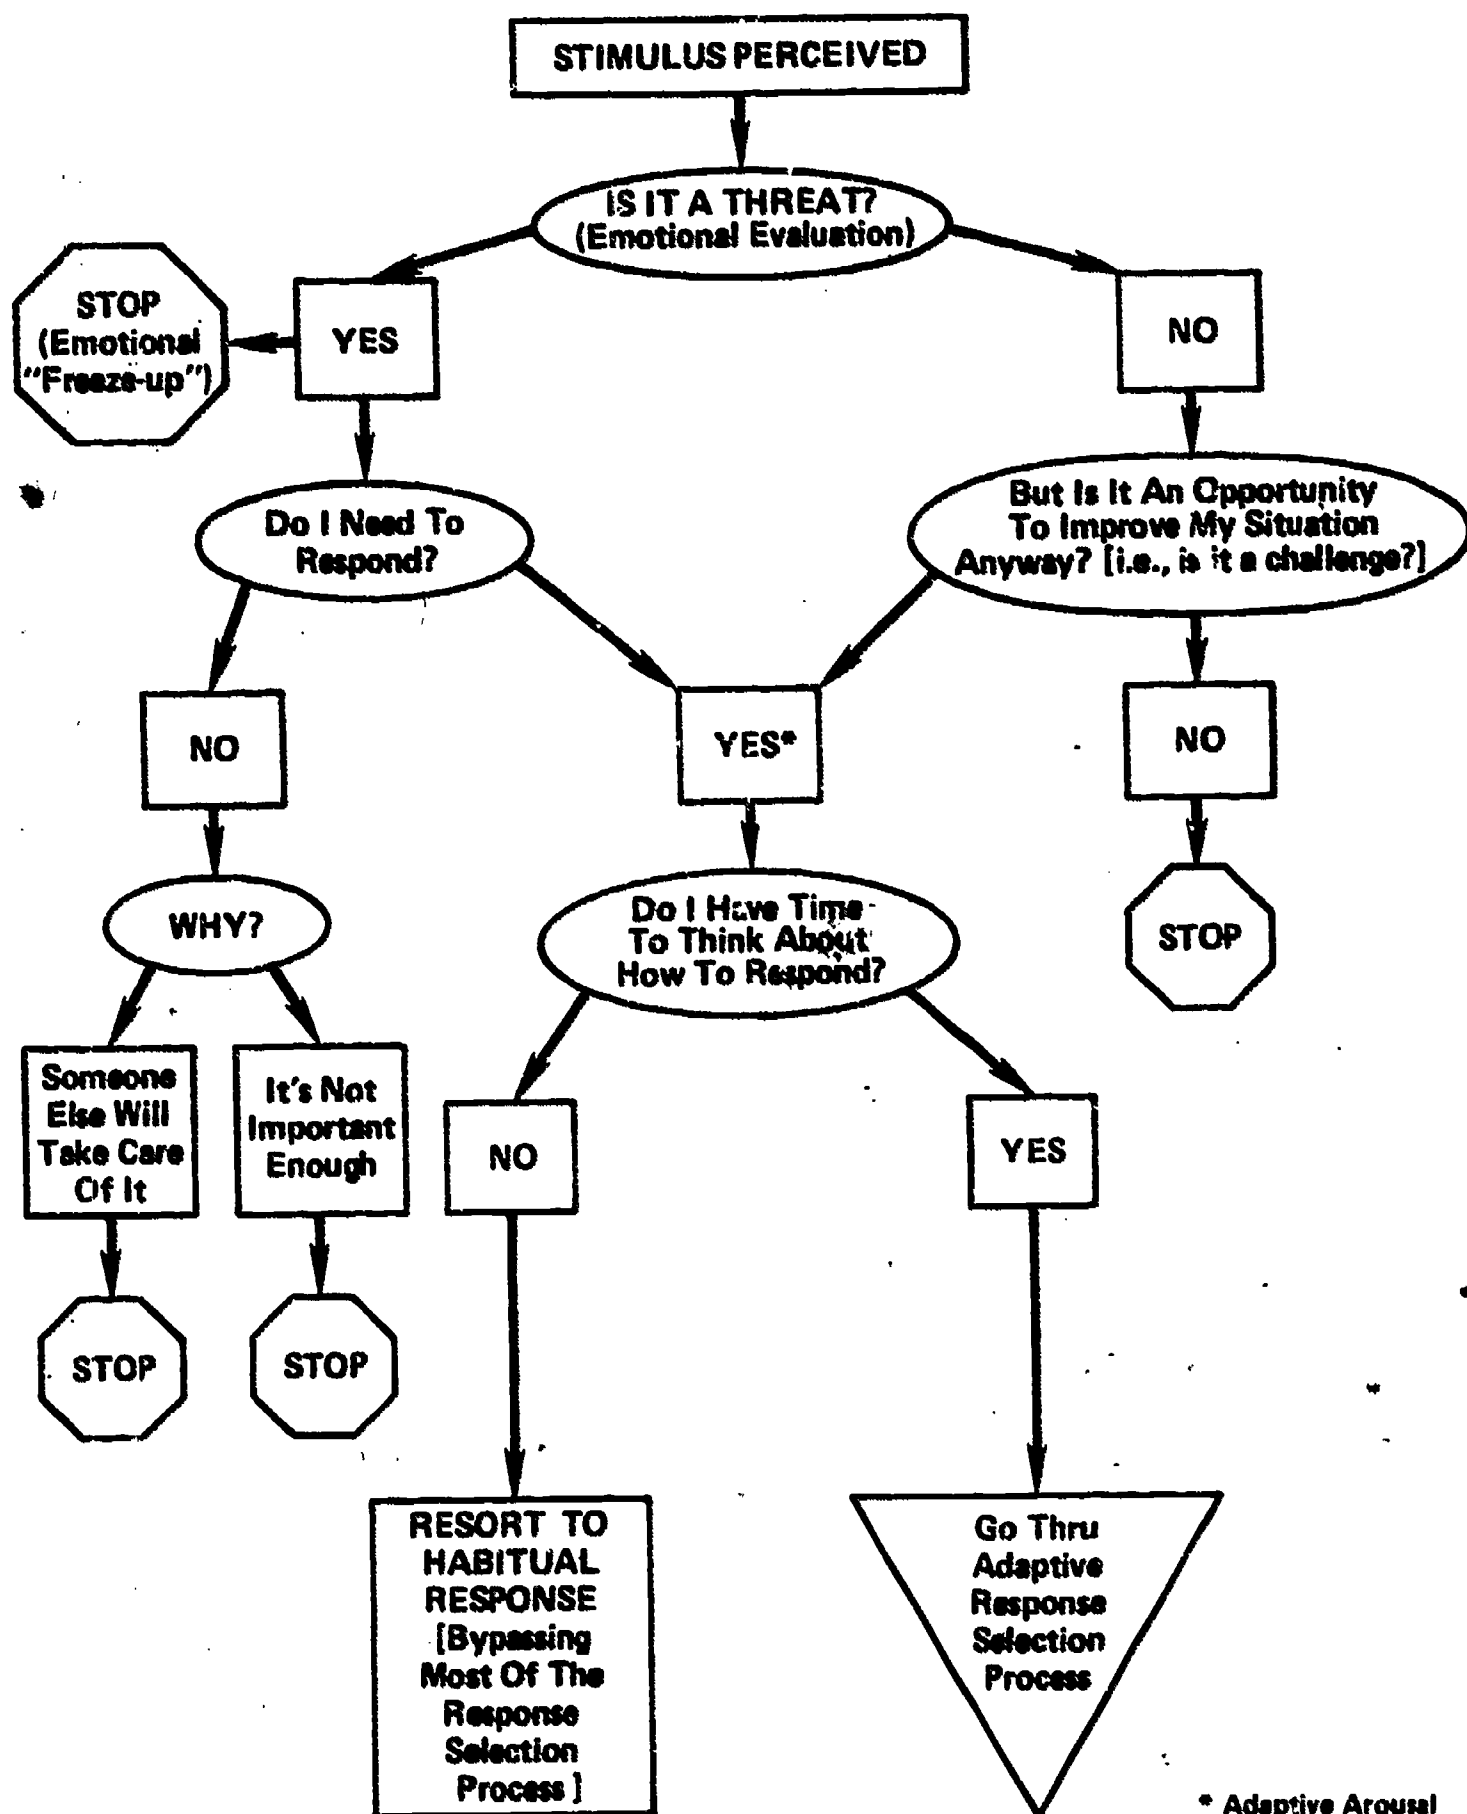 STIMULUS PERCEIVED
IS IT A THREAT?
(Emotional Evaluation)
STOP
(Emotional
"Freeze-up")
YES
NO
Do I Need To
Respond?
But Is It An Opportunity
To Improve My Situation
Anyway? [i.e., is it a challenge?]
NO
YES*
NO
WHY?
Do I Have Time
To Think About
How To Respond?
STOP
Someone
Else Will
Take Care
Of It
It's Not
Important
Enough
NO
YES
STOP
STOP
RESORT TO
HABITUAL
RESPONSE
[Bypassing
Most Of The
Response
Selection
Process]
Go Thru
Adaptive
Response
Selection
Process
* Adaptive Arousal